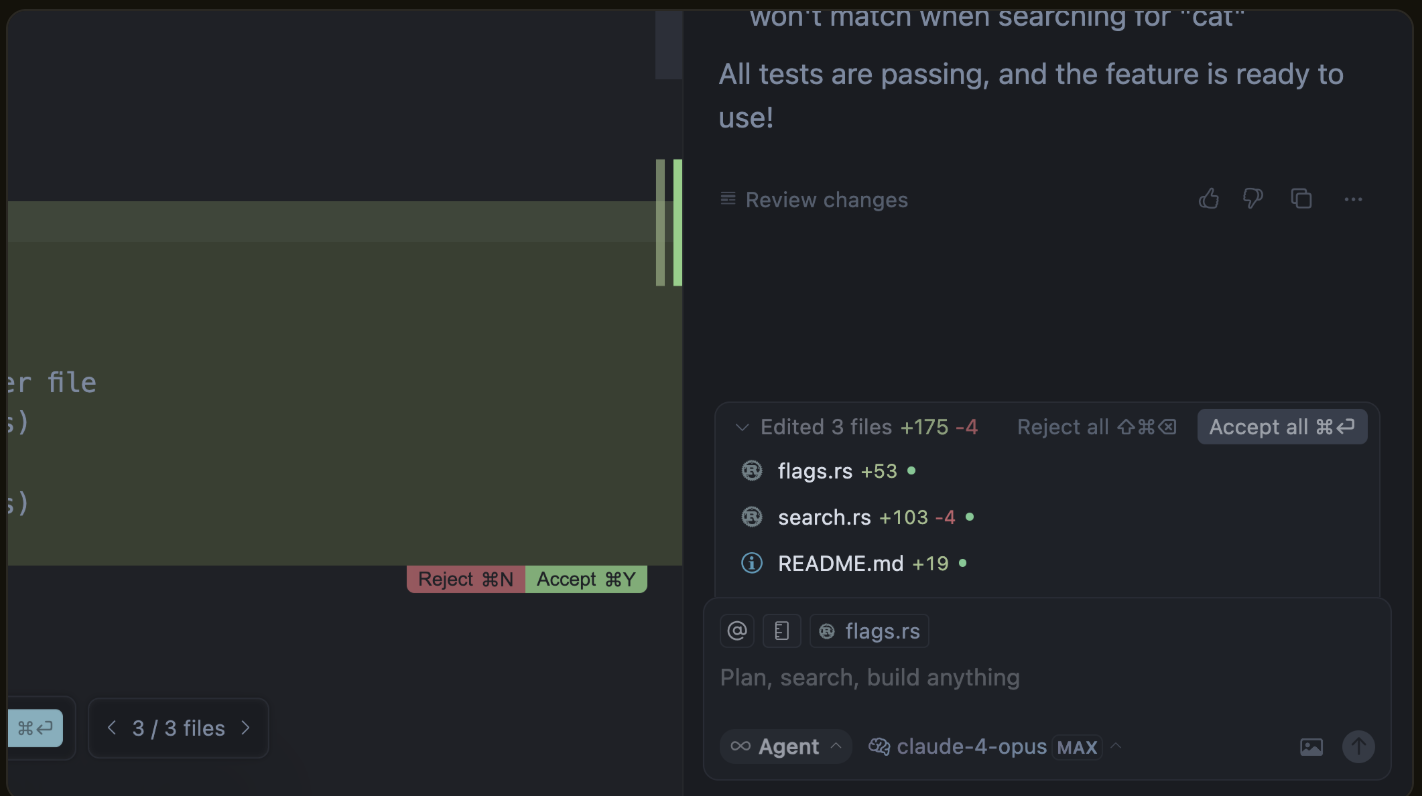 er file
s)
s)
Reject ⌘N Accept ⌘Y
⌘⏎
3 / 3 files
won't match when searching for "cat"
All tests are passing, and the feature is ready to
use!
Review changes
Edited 3 files +175 -4 Reject all ⇧⌘⌫ Accept all ⌘⏎
flags.rs +53
search.rs +103 -4
README.md +19
@ flags.rs
Plan, search, build anything
∞ Agent claude-4-opus MAX